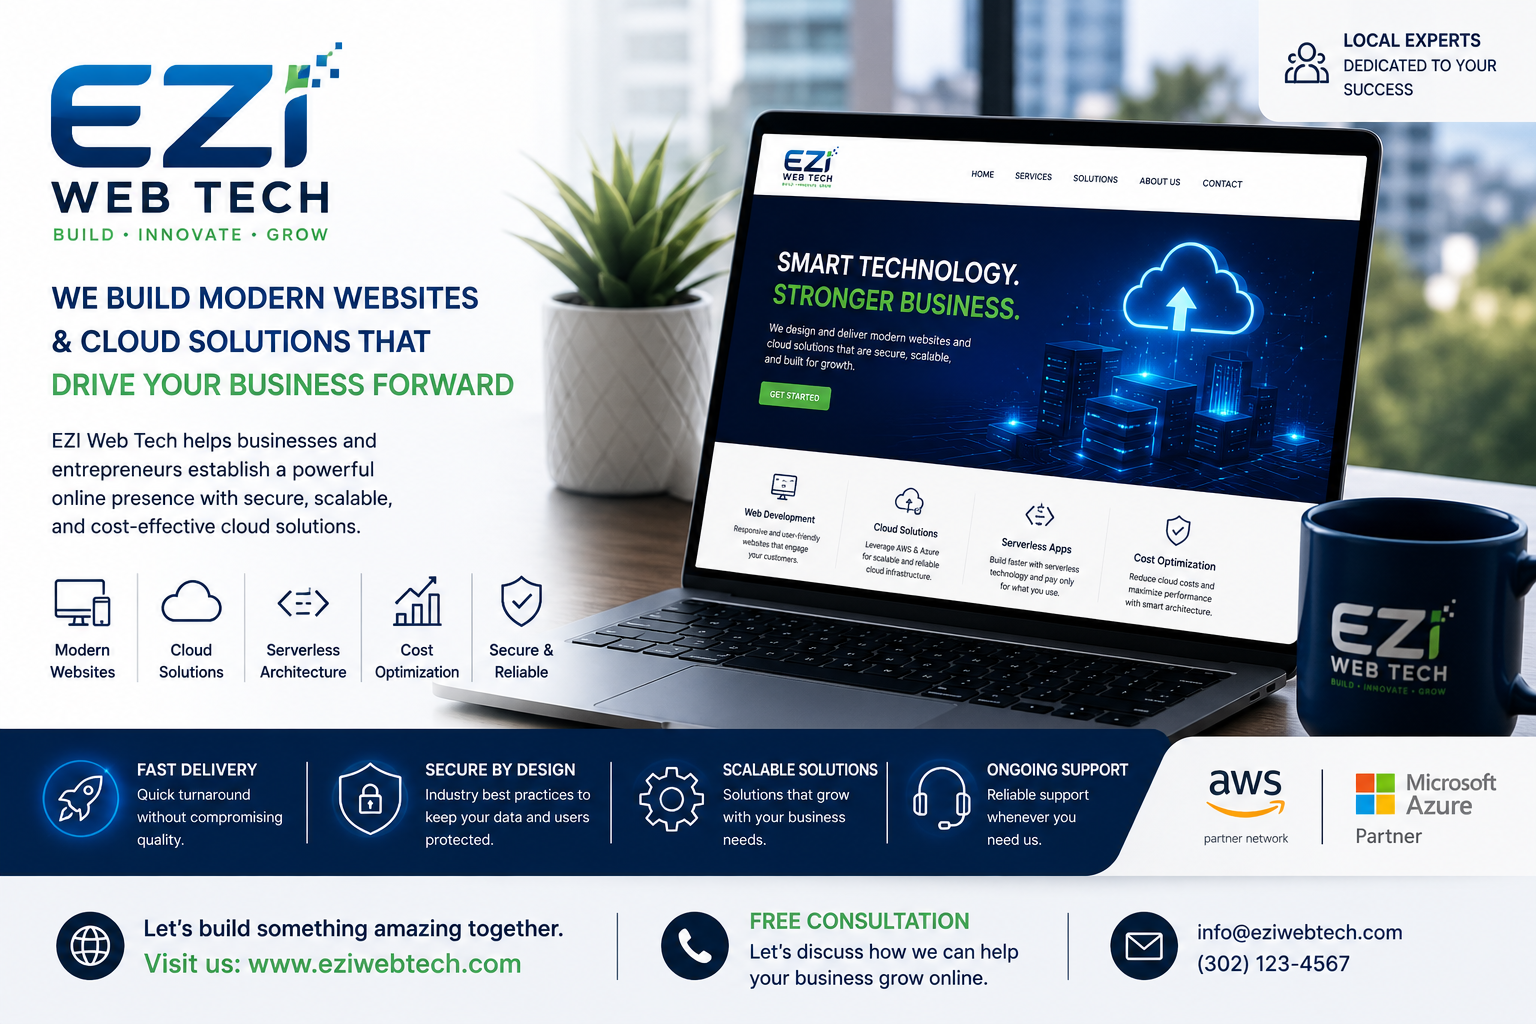 EZi
WEB TECH
BUILD • INNOVATE • GROW
WE BUILD MODERN WEBSITES
& CLOUD SOLUTIONS THAT
DRIVE YOUR BUSINESS FORWARD
EZI Web Tech helps businesses and
entrepreneurs establish a powerful
online presence with secure, scalable,
and cost-effective cloud solutions.
Modern
Websites
Cloud
Solutions
Serverless
Architecture
Cost
Optimization
Secure &
Reliable
LOCAL EXPERTS
DEDICATED TO YOUR
SUCCESS
EZi
WEB TECH
BUILD • INNOVATE • GROW
HOME
SERVICES
SOLUTIONS
ABOUT US
CONTACT
SMART TECHNOLOGY.
STRONGER BUSINESS.
We design and deliver modern websites and
cloud solutions that are secure, scalable,
and built for growth.
GET STARTED
Web Development
Responsive and user-friendly
websites that engage
your customers.
Cloud Solutions
Leverage AWS & Azure
for scalable and reliable
cloud infrastructure.
Serverless Apps
Build faster with serverless
technology and pay only
for what you use.
Cost Optimization
Reduce cloud costs and
maximize performance
with smart architecture.
EZi
WEB TECH
BUILD • INNOVATE • GROW
FAST DELIVERY
Quick turnaround
without compromising
quality.
SECURE BY DESIGN
Industry best practices to
keep your data and users
protected.
SCALABLE SOLUTIONS
Solutions that grow
with your business
needs.
ONGOING SUPPORT
Reliable support
whenever you
need us.
aws
partner network
Microsoft
Azure
Partner
Let's build something amazing together.
Visit us: www.eziwebtech.com
FREE CONSULTATION
Let's discuss how we can help
your business grow online.
info@eziwebtech.com
(302) 123-4567